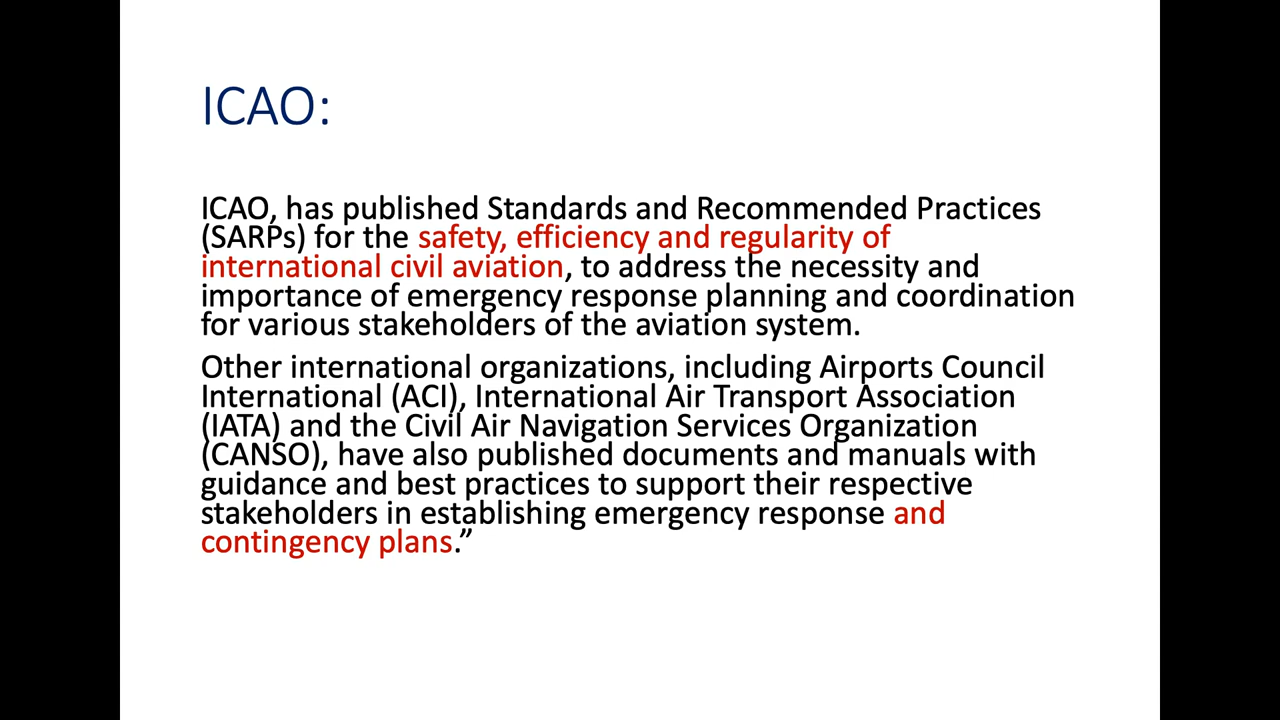 ICAO:
ICAO, has published Standards and Recommended Practices
(SARPs) for the safety, efficiency and regularity of
international civil aviation, to address the necessity and
importance of emergency response planning and coordination
for various stakeholders of the aviation system.
Other international organizations, including Airports Council
International (ACI), International Air Transport Association
(IATA) and the Civil Air Navigation Services Organization
(CANSO), have also published documents and manuals with
guidance and best practices to support their respective
stakeholders in establishing emergency response and
contingency plans.”